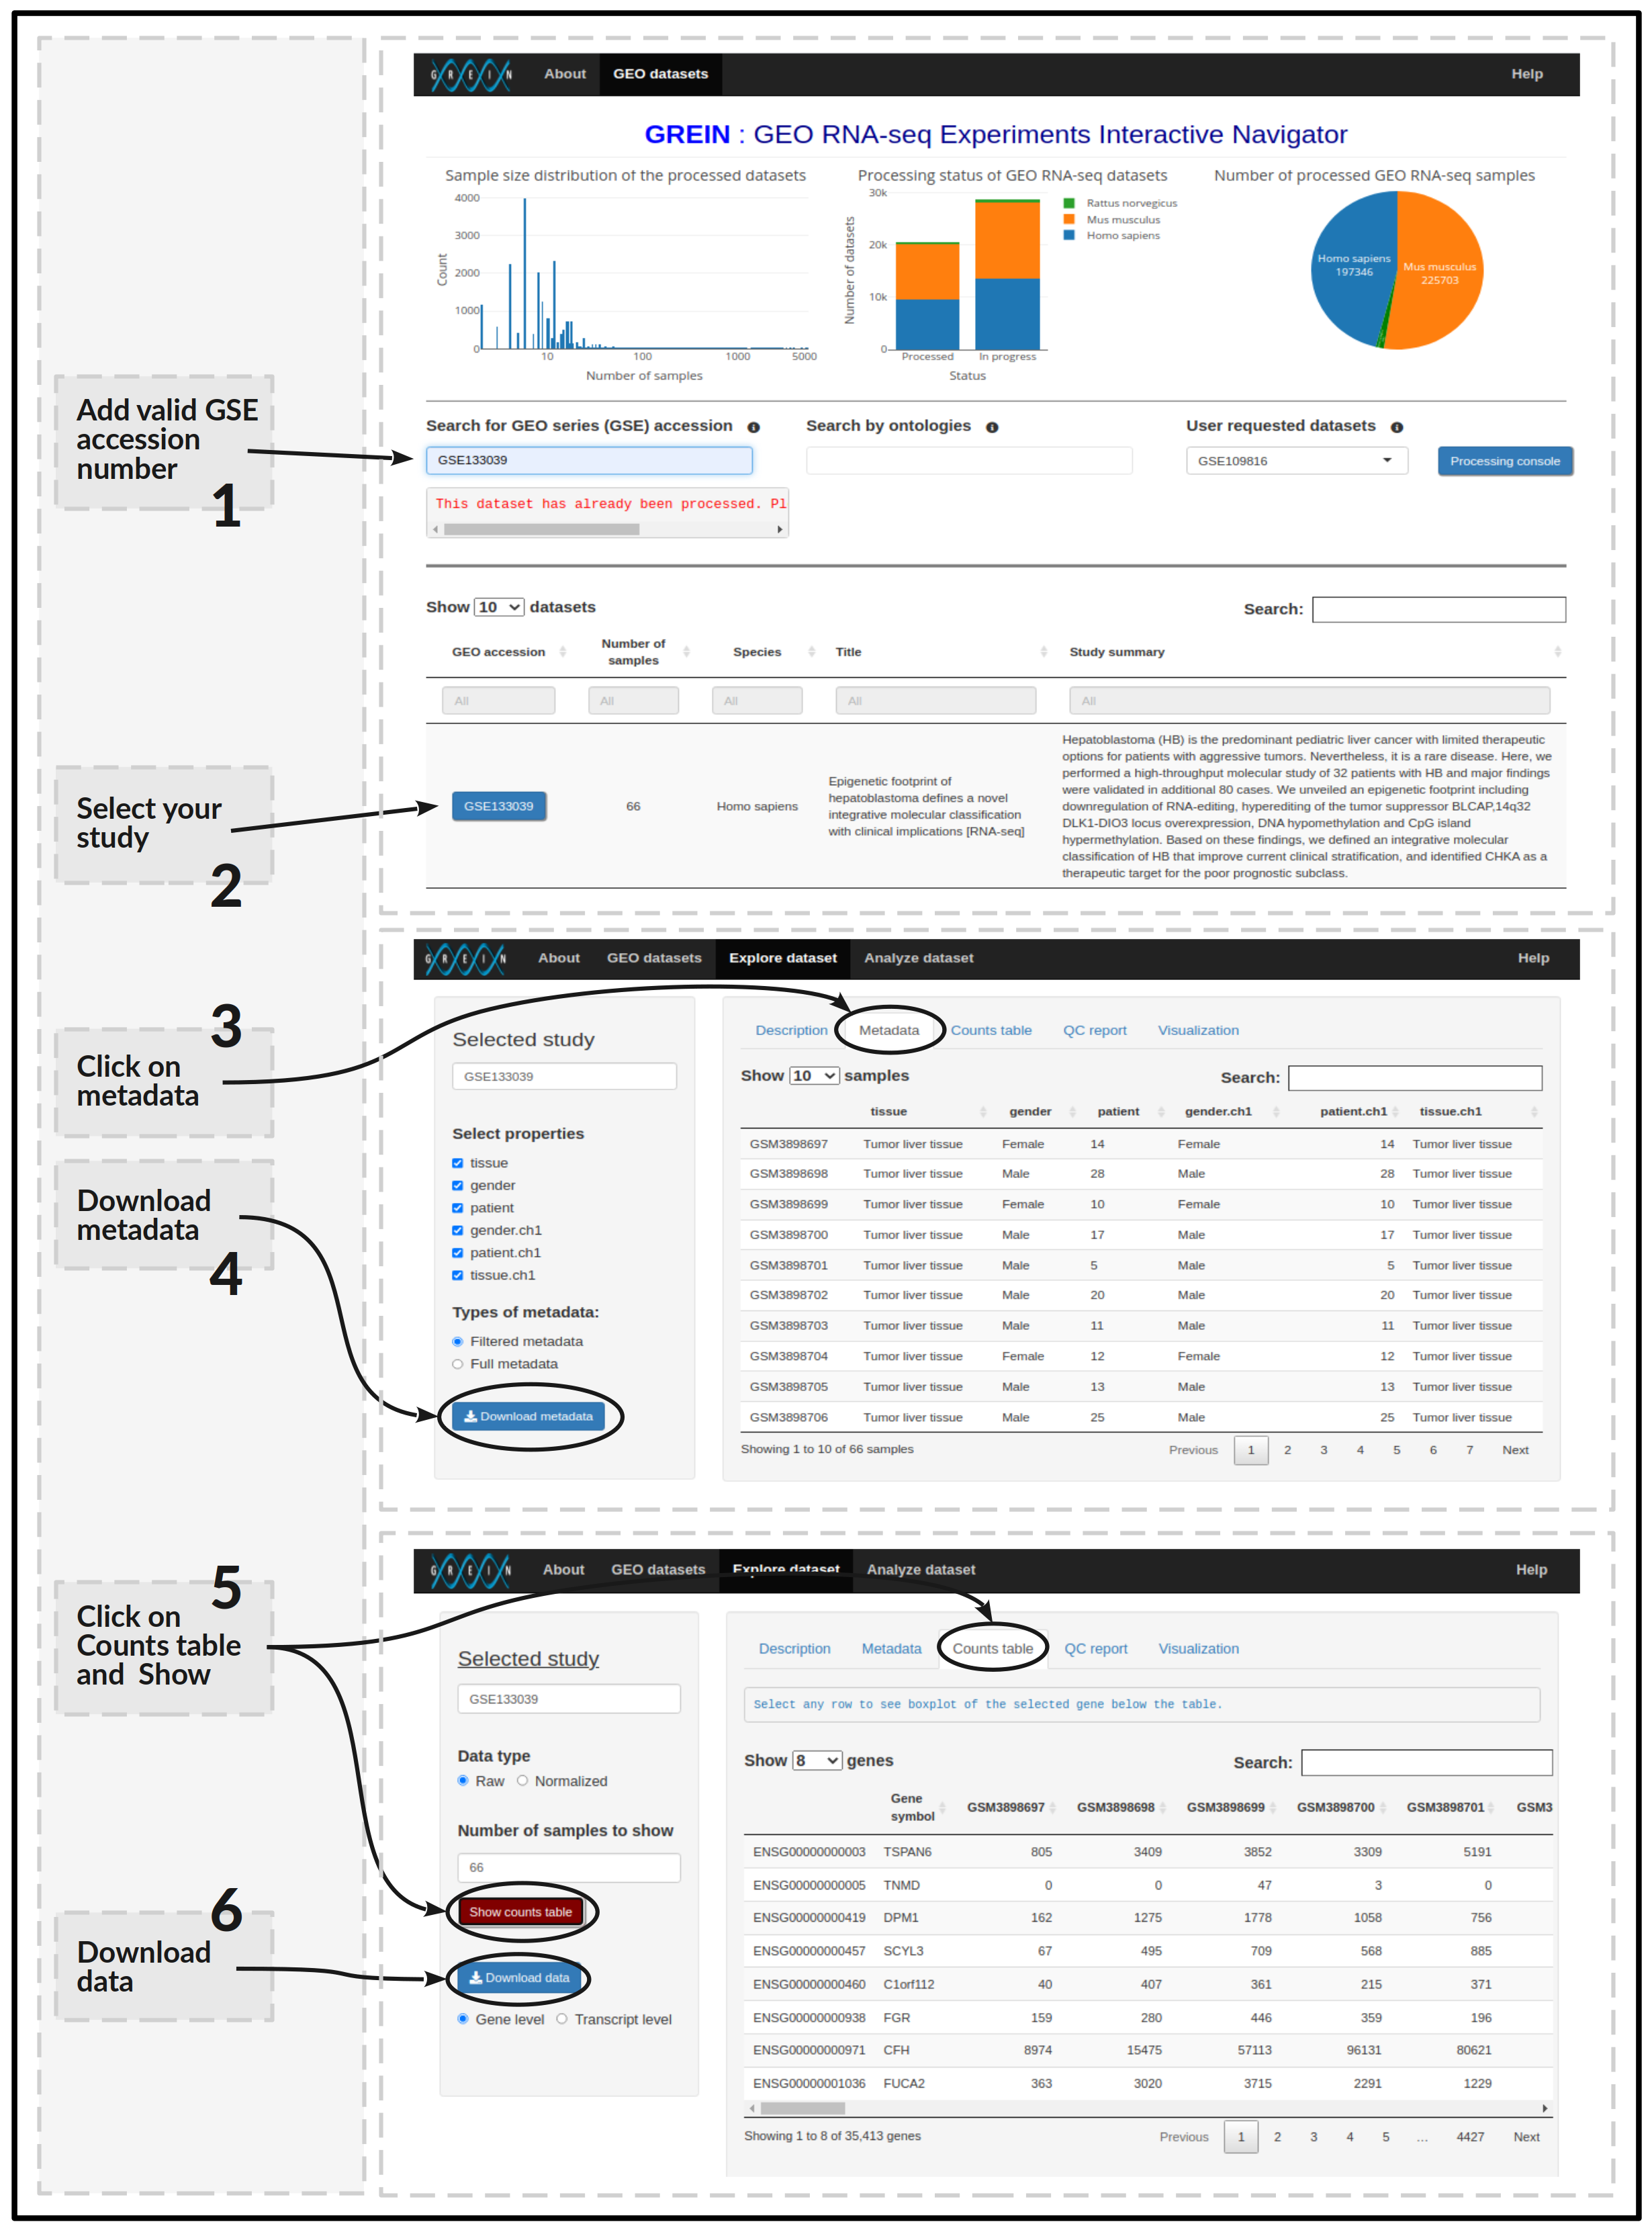 G R E I N About GEO datasets Help
GREIN : GEO RNA-seq Experiments Interactive Navigator
Sample size distribution of the processed datasets
4000
3000
2000
1000
0
Count
10 100 1000 5000
Number of samples
Processing status of GEO RNA-seq datasets
30k
20k
10k
0
Number of datasets
Processed In progress
Status
Rattus norvegicus
Mus musculus
Homo sapiens
Number of processed GEO RNA-seq samples
Homo sapiens
197346
Mus musculus
225703
Add valid GSE
accession
number
1
Search for GEO series (GSE) accession
Search by ontologies
User requested datasets
GSE133039
GSE109816
Processing console
This dataset has already been processed. Pl
Show 10 datasets
Search:
GEO accession Number of samples Species Title Study summary
All All All All All
Select your
study
2
GSE133039
66
Homo sapiens
Epigenetic footprint of
hepatoblastoma defines a novel
integrative molecular classification
with clinical implications [RNA-seq]
Hepatoblastoma (HB) is the predominant pediatric liver cancer with limited therapeutic
options for patients with aggressive tumors. Nevertheless, it is a rare disease. Here, we
performed a high-throughput molecular study of 32 patients with HB and major findings
were validated in additional 80 cases. We unveiled an epigenetic footprint including
downregulation of RNA-editing, hyperediting of the tumor suppressor BLCAP,14q32
DLK1-DIO3 locus overexpression, DNA hypomethylation and CpG island
hypermethylation. Based on these findings, we defined an integrative molecular
classification of HB that improve current clinical stratification, and identified CHKA as a
therapeutic target for the poor prognostic subclass.
G R E I N About GEO datasets Explore dataset Analyze dataset Help
3
Click on
metadata
Download
metadata
4
Selected study
GSE133039
Select properties
tissue
gender
patient
gender.ch1
patient.ch1
tissue.ch1
Types of metadata:
Filtered metadata
Full metadata
Download metadata
Description Metadata Counts table QC report Visualization
Show 10 samples
Search:
tissue gender patient gender.ch1 patient.ch1 tissue.ch1
GSM3898697 Tumor liver tissue Female 14 Female 14 Tumor liver tissue
GSM3898698 Tumor liver tissue Male 28 Male 28 Tumor liver tissue
GSM3898699 Tumor liver tissue Female 10 Female 10 Tumor liver tissue
GSM3898700 Tumor liver tissue Male 17 Male 17 Tumor liver tissue
GSM3898701 Tumor liver tissue Male 5 Male 5 Tumor liver tissue
GSM3898702 Tumor liver tissue Male 20 Male 20 Tumor liver tissue
GSM3898703 Tumor liver tissue Male 11 Male 11 Tumor liver tissue
GSM3898704 Tumor liver tissue Female 12 Female 12 Tumor liver tissue
GSM3898705 Tumor liver tissue Male 13 Male 13 Tumor liver tissue
GSM3898706 Tumor liver tissue Male 25 Male 25 Tumor liver tissue
Showing 1 to 10 of 66 samples
Previous 1 2 3 4 5 6 7 Next
G R E I N About GEO datasets Explore dataset Analyze dataset Help
5
Click on
Counts table
and Show
6
Download
data
Selected study
GSE133039
Data type
Raw Normalized
Number of samples to show
66
Show counts table
Download data
Gene level Transcript level
Description Metadata Counts table QC report Visualization
Select any row to see boxplot of the selected gene below the table.
Show 8 genes
Search:
Gene symbol GSM3898697 GSM3898698 GSM3898699 GSM3898700 GSM3898701 GSM3
ENSG00000000003 TSPAN6 805 3409 3852 3309 5191
ENSG00000000005 TNMD 0 0 47 3 0
ENSG00000000419 DPM1 162 1275 1778 1058 756
ENSG00000000457 SCYL3 67 495 709 568 885
ENSG00000000460 C1orf112 40 407 361 215 371
ENSG00000000938 FGR 159 280 446 359 196
ENSG00000000971 CFH 8974 15475 57113 96131 80621
ENSG00000001036 FUCA2 363 3020 3715 2291 1229
Showing 1 to 8 of 35,413 genes
Previous 1 2 3 4 5 … 4427 Next